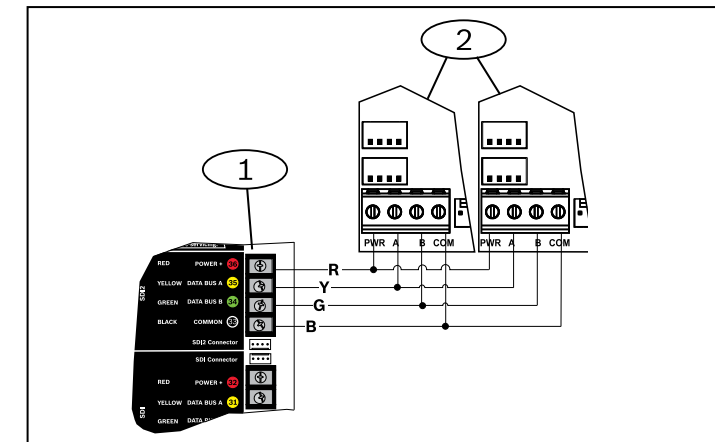 2
1
PWR A B COM
PWR A B COM
RED POWER + 36
YELLOW DATA BUS A 35
GREEN DATA BUS B 34
BLACK COMMON 33
SDI2
SDI2 Connector
SDI Connector
RED POWER + 32
YELLOW DATA BUS A 31
GREEN DATA
SDI
R
Y
G
B